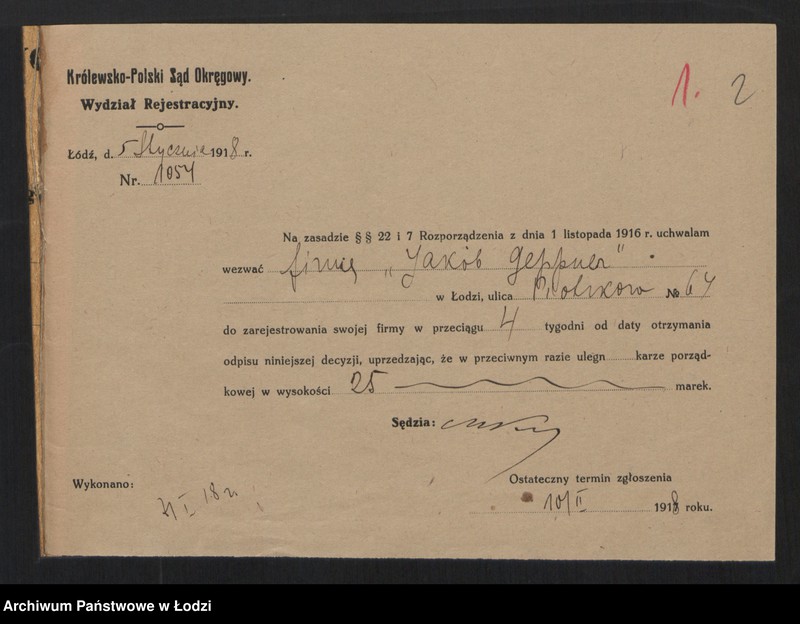 Królewsko-Polski Sąd Okręgowy.
1. 2
Wydział Rejestracyjny.
Łódź, d. 5 Stycznia 1918 r.
Nr. 1054
Na zasadzie § § 22 i 7 Rozporządzenia z dnia 1 listopada 1916 r. uchwalam
wezwać firmę „Jakób Geppner"
w Łodzi, ulica Piotrkow № 64
do zarejestrowania swojej firmy w przeciągu 4 tygodni od daty otrzymania
odpisu niniejszej decyzji, uprzedzając, że w przeciwnym razie ulegn karze porząd-
kowej w wysokości 25 marek.
Sędzia:
Wykonano:
Ostateczny termin zgłoszenia
I 18 r.
10/II 1918 roku.
Archiwum Państwowe w Łodzi